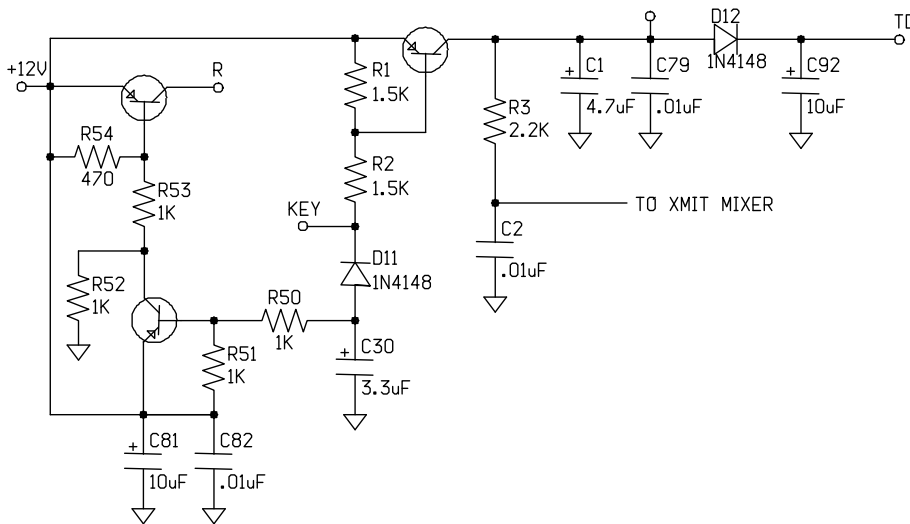 D12
TO
+12V
R
R1
1.5K
C1
4.7uF
C79
.01uF
1N4148
C92
10uF
R3
2.2K
R54
470
R2
1.5K
R53
1K
KEY
TO XMIT MIXER
C2
.01uF
D11
1N4148
R52
1K
R50
1K
C30
3.3uF
R51
1K
C81
10uF
C82
.01uF
+
+
+
+